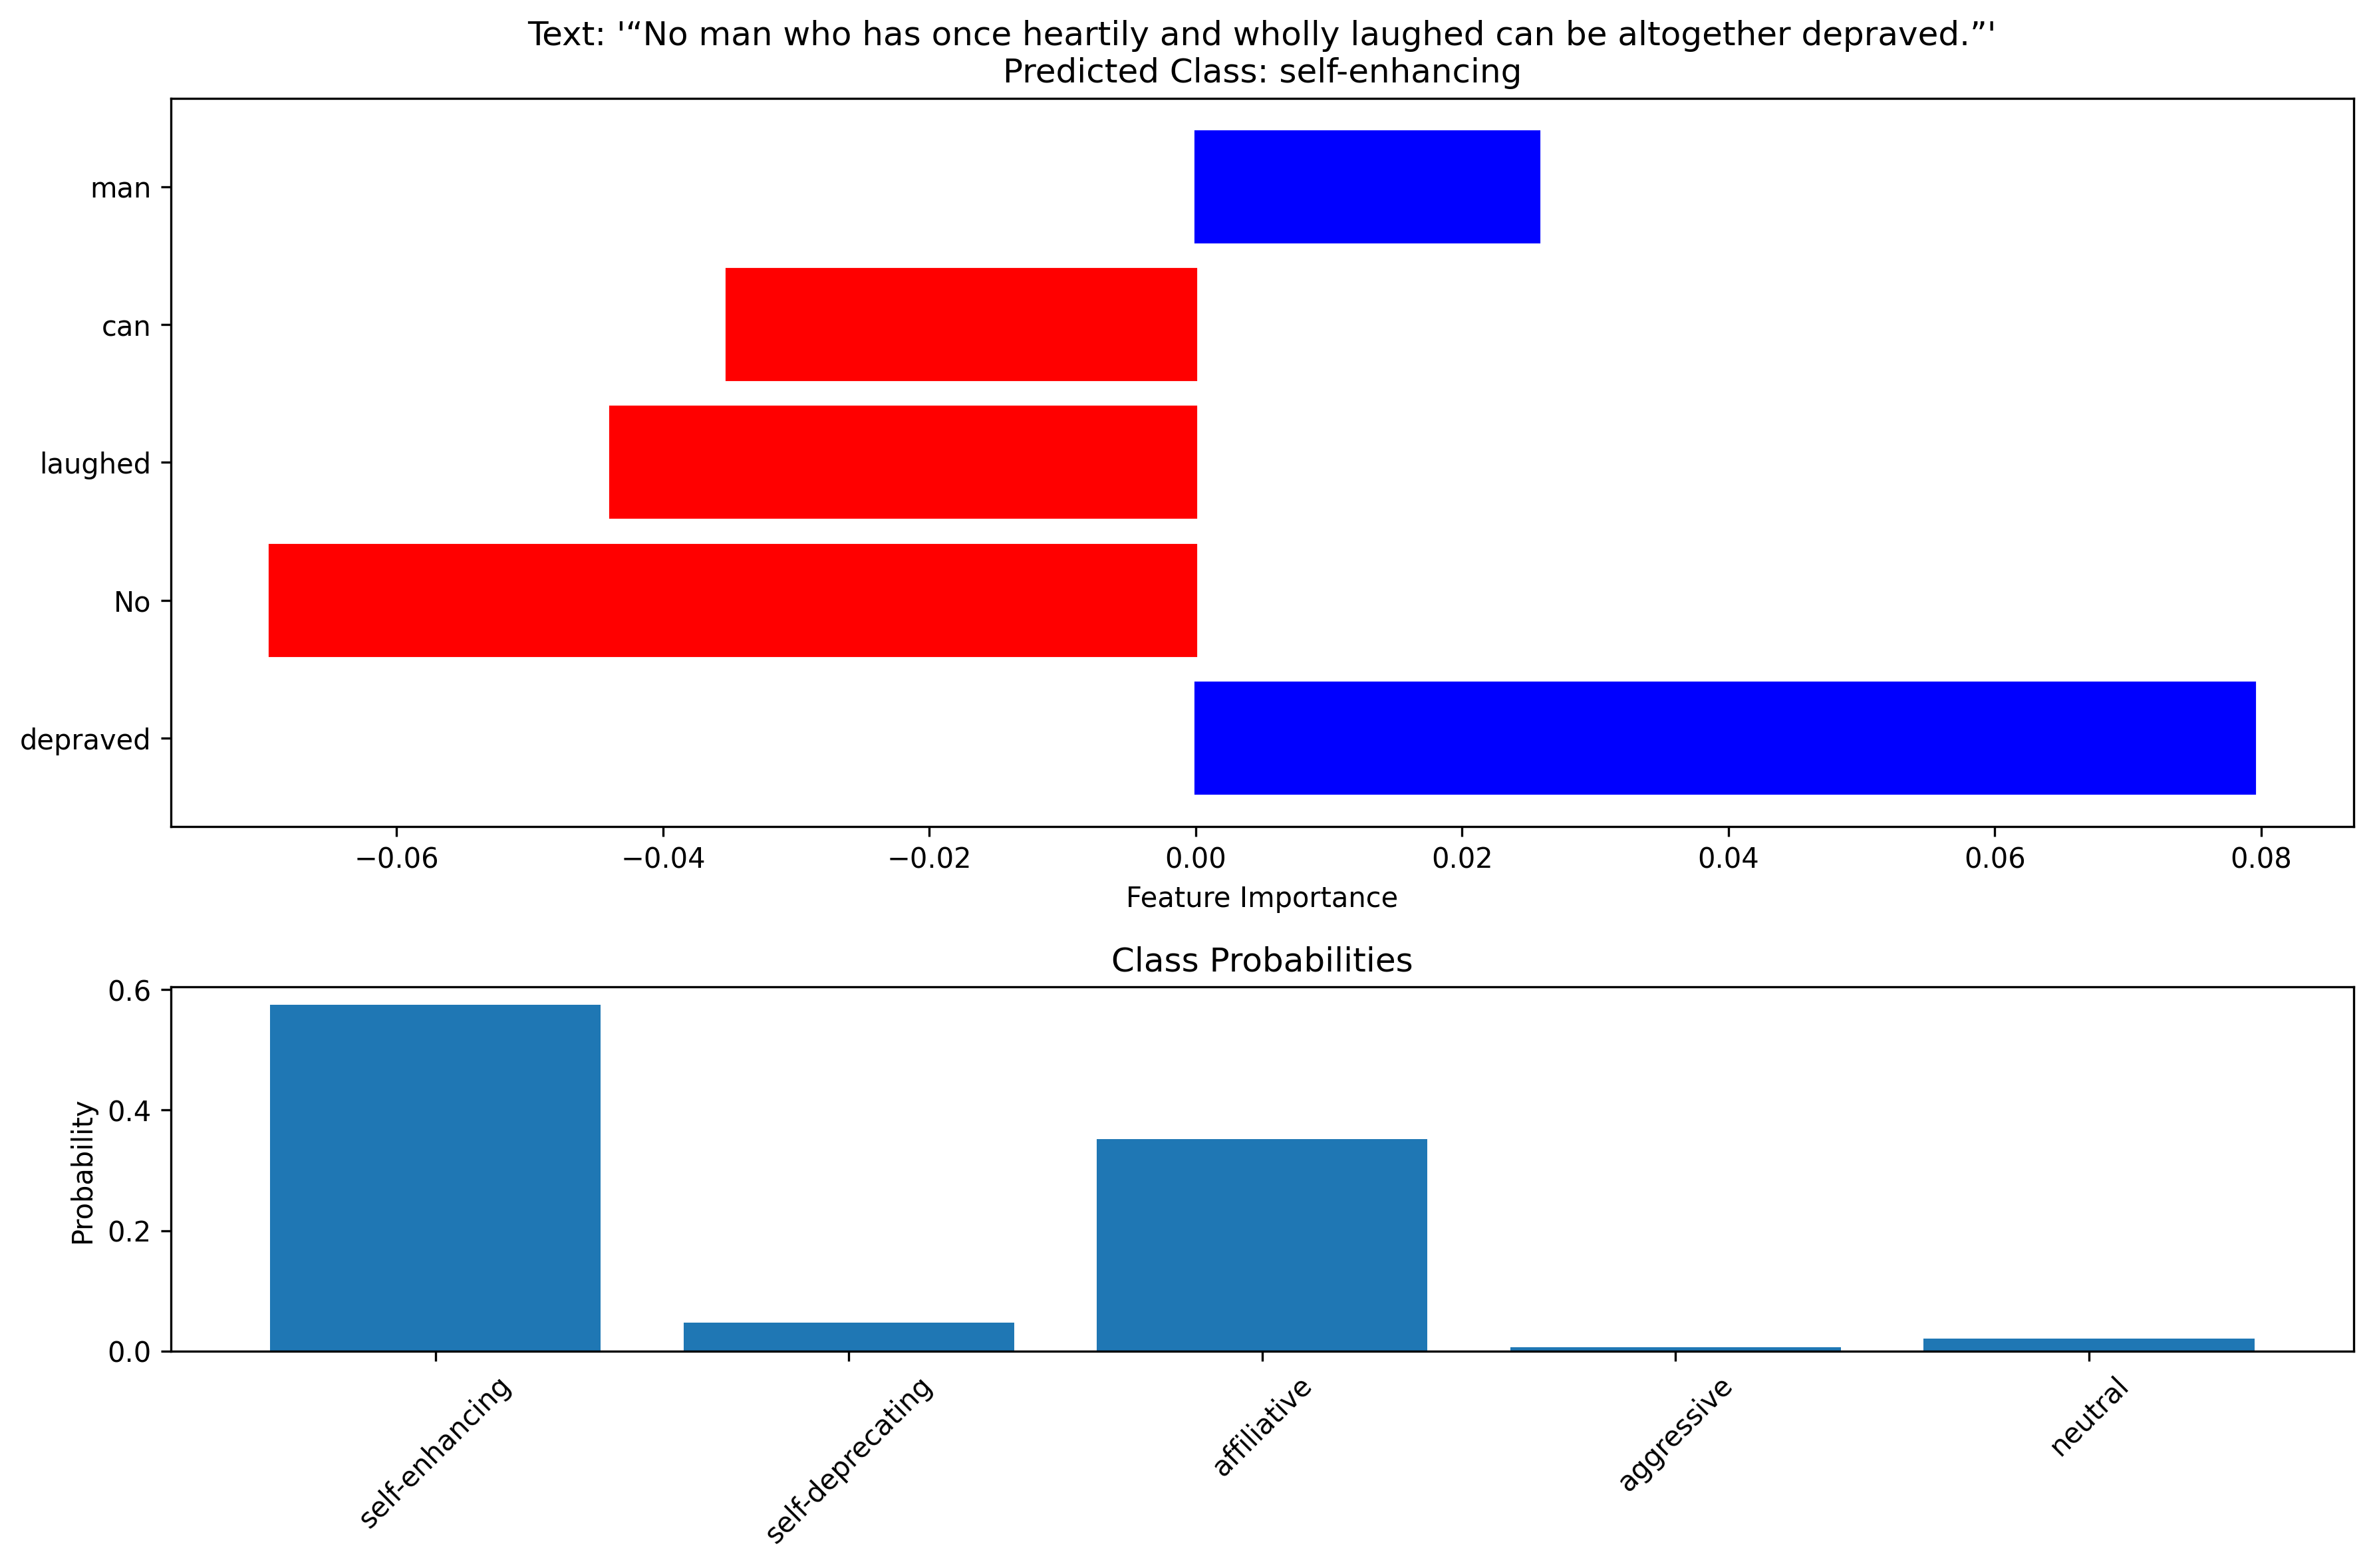 Text: '“No man who has once heartily and wholly laughed can be altogether depraved.”'
Predicted Class: self-enhancing
man
can
laughed
No
depraved
−0.06 −0.04 −0.02 0.00 0.02 0.04 0.06 0.08
Feature Importance
Class Probabilities
Probability
0.6
0.4
0.2
0.0
self-enhancing self-deprecating affiliative aggressive neutral